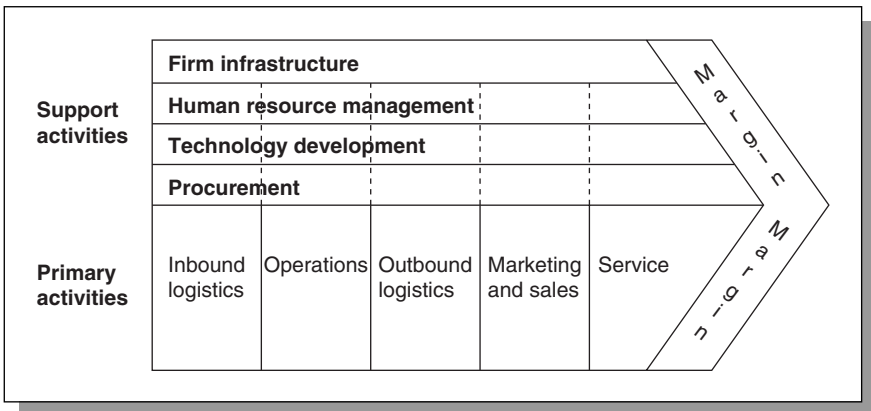 Firm infrastructure
Human resource management
Technology development
Procurement
Support
activities
Primary
activities
Inbound
logistics
Operations
Outbound
logistics
Marketing
and sales
Service
Margin
Margin